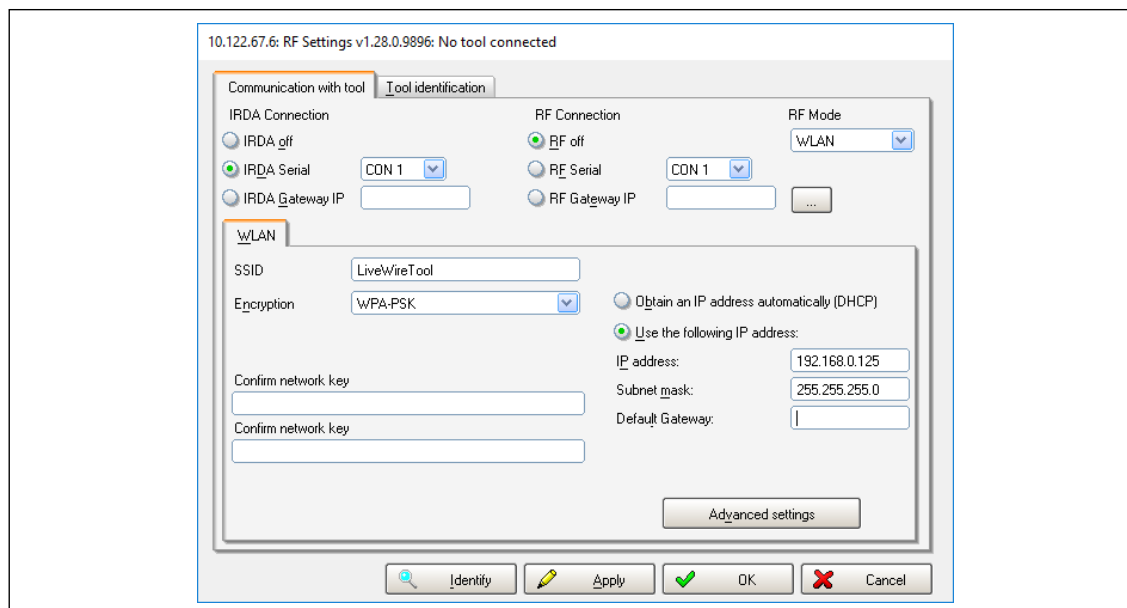 10.122.67.6: RF Settings v1.28.0.9896: No tool connected
Communication with tool Tool identification
IRDA Connection RF Connection RF Mode
IRDA off RF off WLAN
IRDA Serial CON 1 RF Serial CON 1
IRDA Gateway IP RF Gateway IP ...
WLAN
SSID LiveWireTool
Encryption WPA-PSK Obtain an IP address automatically (DHCP)
Use the following IP address:
IP address: 192.168.0.125
Confirm network key
Subnet mask: 255.255.255.0
Default Gateway:
Confirm network key
Advanced settings
Identify Apply OK Cancel